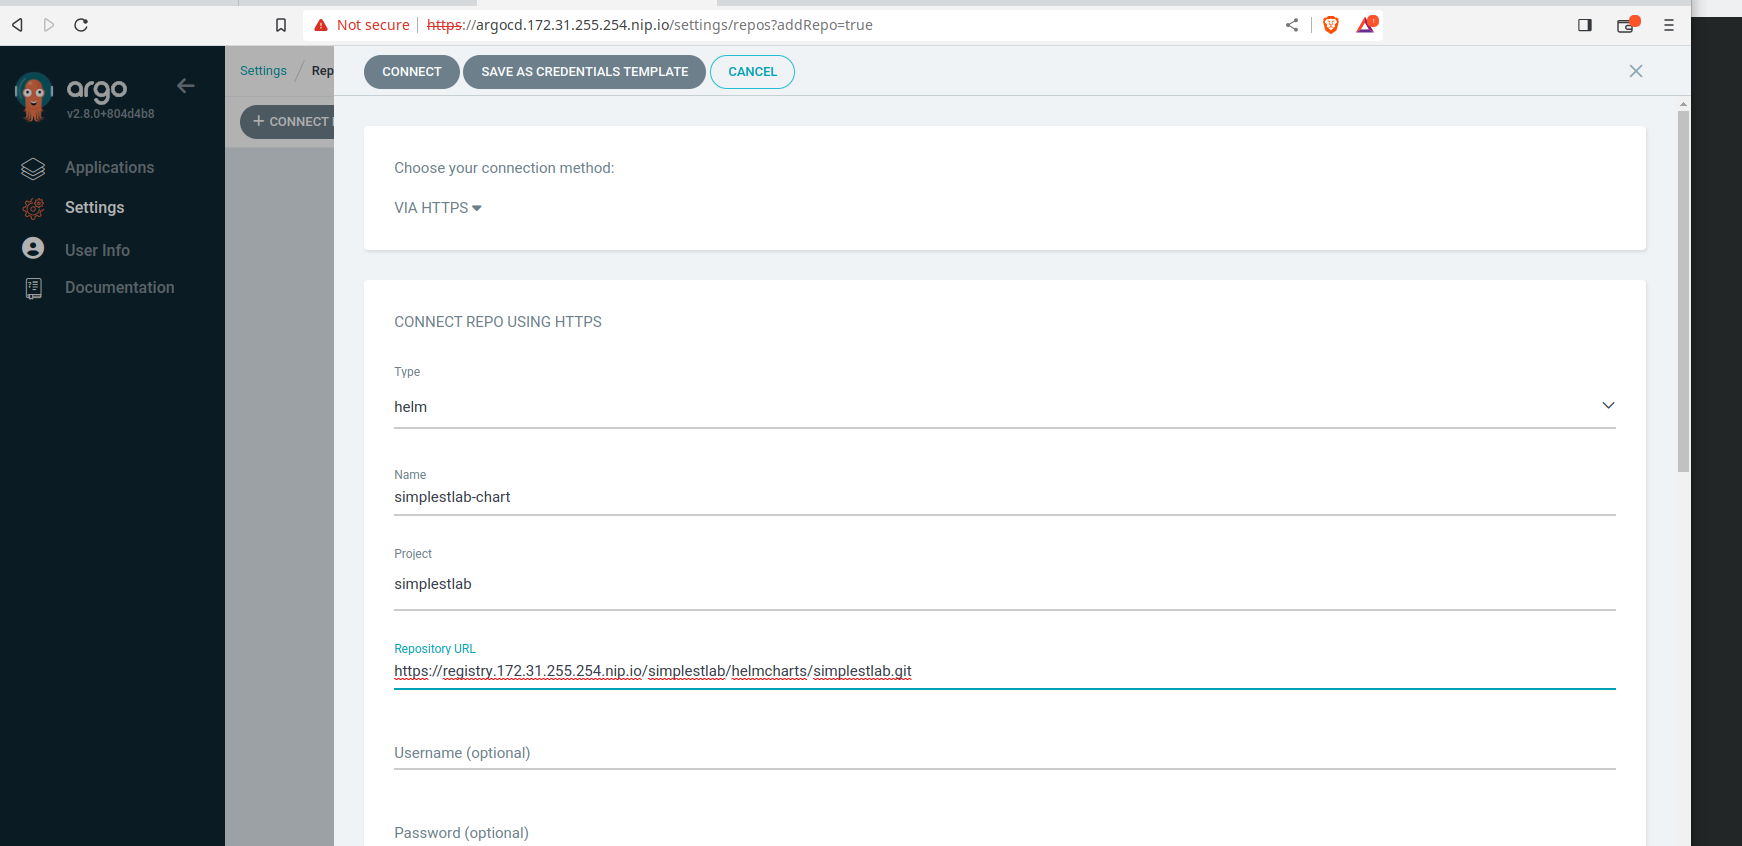 Not secure https://argocd.172.31.255.254.nip.io/settings/repos?addRepo=true
argo
v2.8.0+804d4b8
Applications
Settings
User Info
Documentation
Settings / Rep
+ CONNECT
CONNECT SAVE AS CREDENTIALS TEMPLATE CANCEL
Choose your connection method:
VIA HTTPS
CONNECT REPO USING HTTPS
Type
helm
Name
simplestlab-chart
Project
simplestlab
Repository URL
https://registry.172.31.255.254.nip.io/simplestlab/helmcharts/simplestlab.git
Username (optional)
Password (optional)